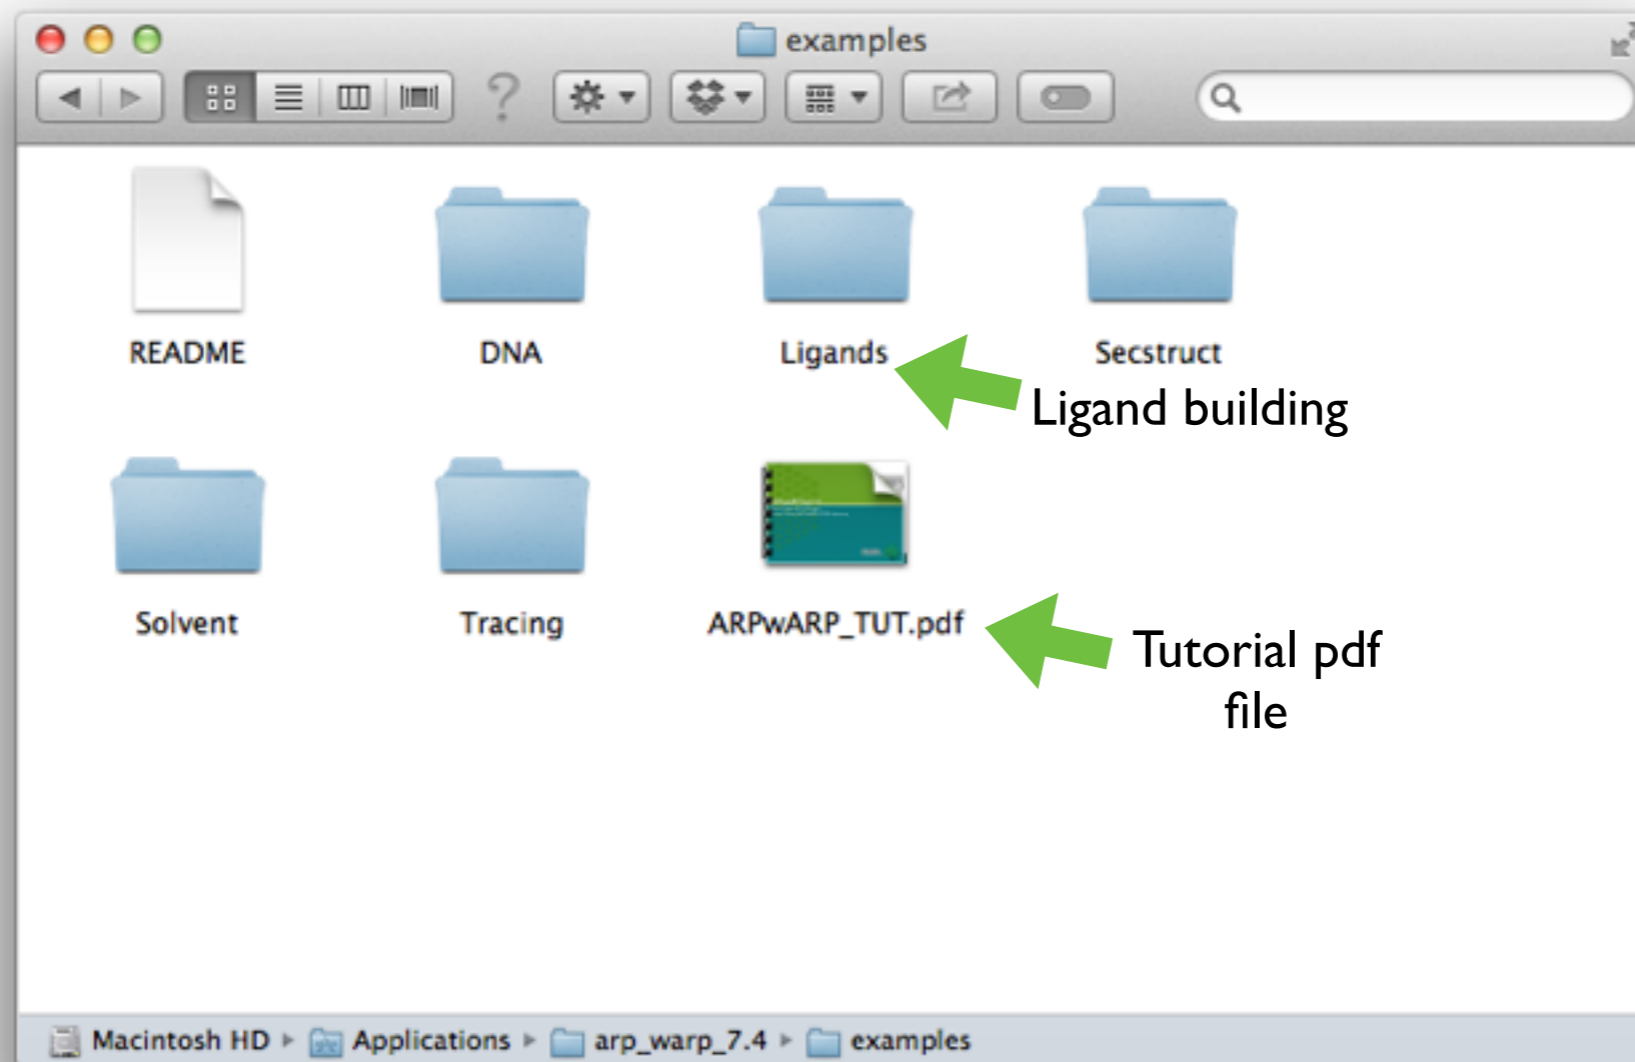 examples
README
DNA
Ligands
Secstruct
Ligand building
Solvent
Tracing
ARPwARP_TUT.pdf
Tutorial pdf
file
Macintosh HD ▸ Applications ▸ arp_warp_7.4 ▸ examples